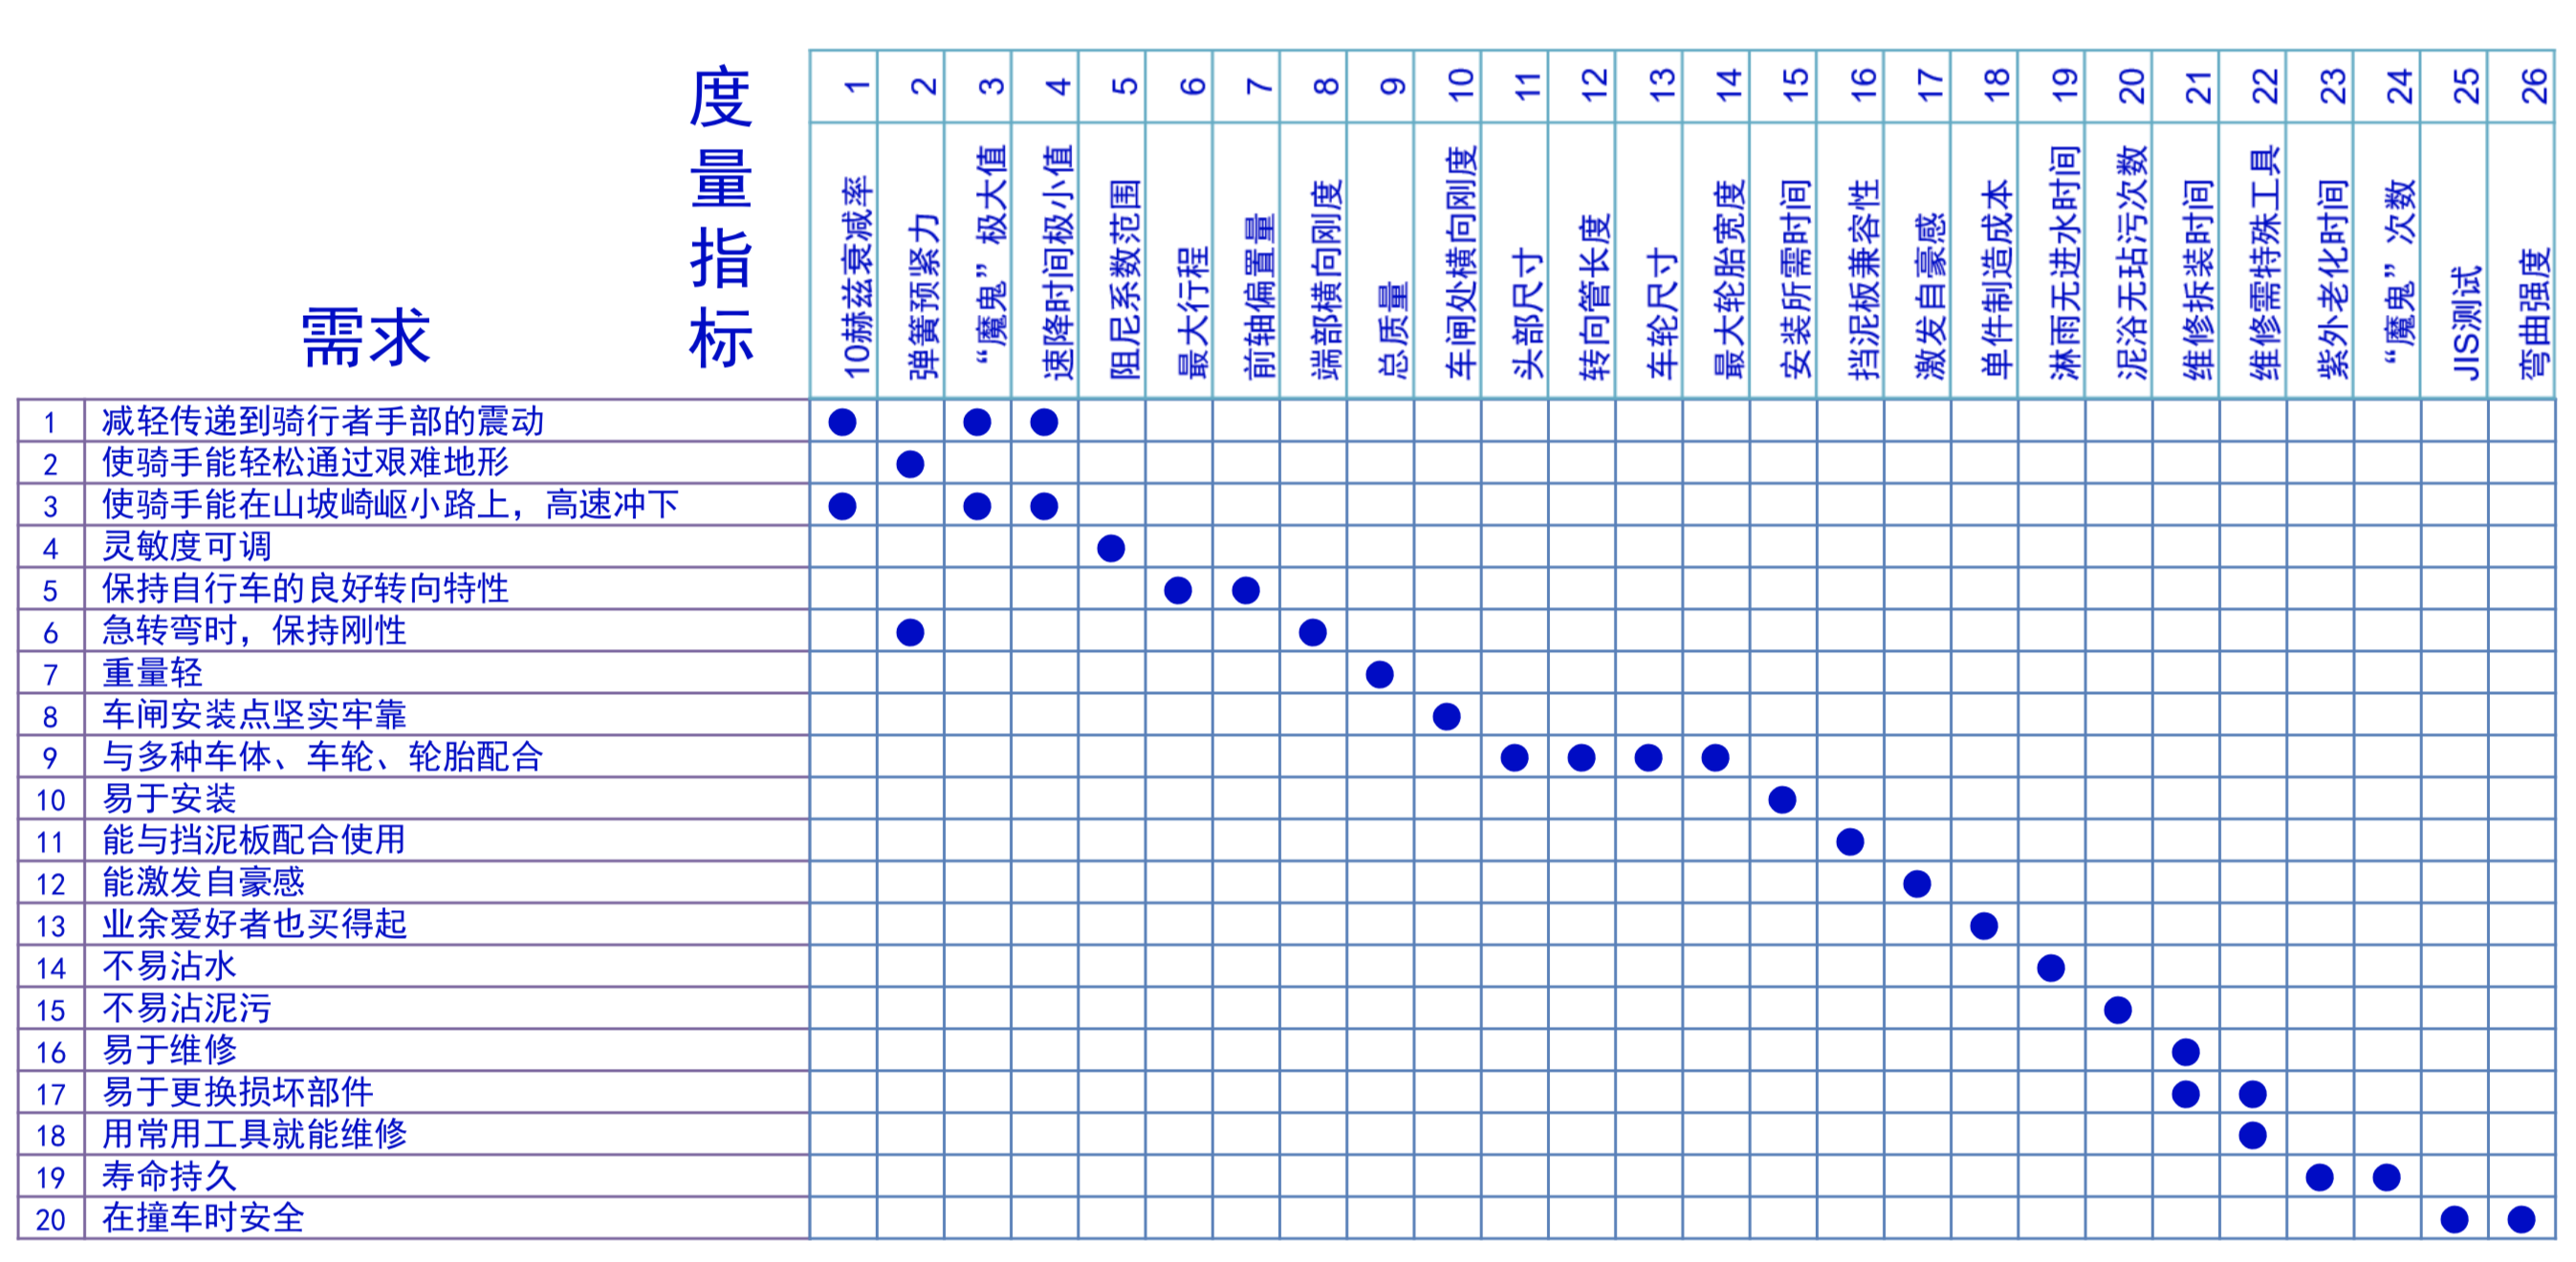 需求
度量指标
1 2 3 4 5 6 7 8 9 10 11 12 13 14 15 16 17 18 19 20 21 22 23 24 25 26
10赫兹衰减率
弹簧预紧力
“魔鬼”极大值
速降时间极小值
阻尼系数范围
最大行程
前轴偏置量
端部横向刚度
总质量
车闸处横向刚度
头部尺寸
转向管长度
车轮尺寸
最大轮胎宽度
安装所需时间
挡泥板兼容性
激发自豪感
单件制造成本
淋雨无进水时间
泥浴无玷污次数
维修拆装时间
维修需特殊工具
紫外老化时间
“魔鬼”次数
JIS测试
弯曲强度
1 减轻传递到骑行者手部的震动
2 使骑手能轻松通过艰难地形
3 使骑手能在山坡崎岖小路上，高速冲下
4 灵敏度可调
5 保持自行车的良好转向特性
6 急转弯时，保持刚性
7 重量轻
8 车闸安装点坚实牢靠
9 与多种车体、车轮、轮胎配合
10 易于安装
11 能与挡泥板配合使用
12 能激发自豪感
13 业余爱好者也买得起
14 不易沾水
15 不易沾泥污
16 易于维修
17 易于更换损坏部件
18 用常用工具就能维修
19 寿命持久
20 在撞车时安全